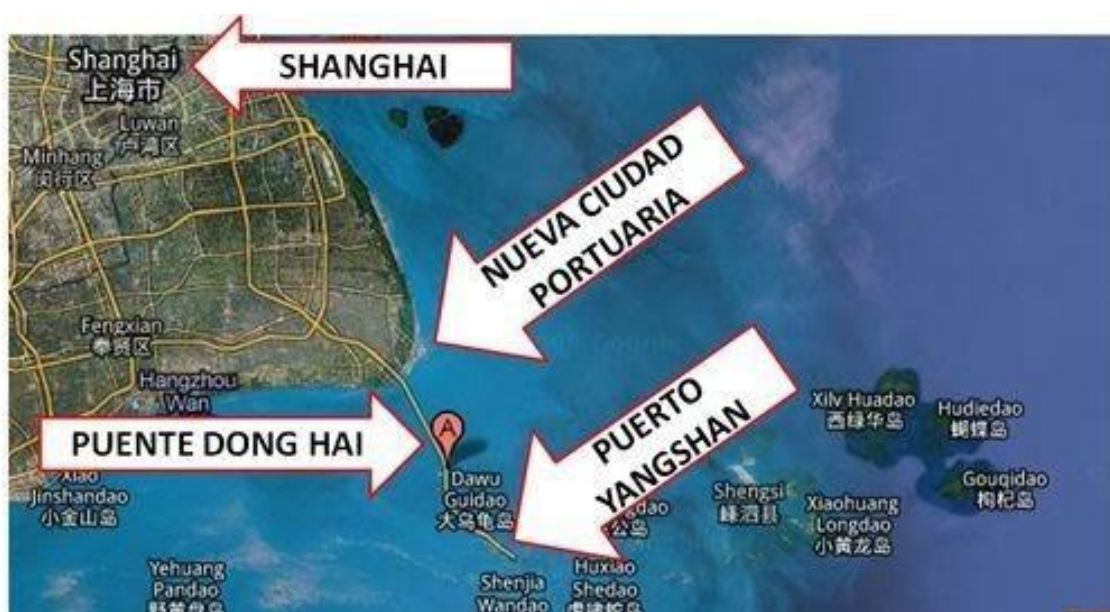 Shanghai
上海市
SHANGHAI
Luwan
卢湾区
Minhang
闵行区
NUEVA CIUDAD
PORTUARIA
Fengxian
奉贤区
Hangzhou
Wan
PUENTE DONG HAI
A
PUERTO
YANGSHAN
Xilv Huadao
西绿华岛
Hudiedao
蝴蝶岛
Xiao
Jinshandao
小金山岛
Dawu
Guidao
大乌龟岛
公岛
Shengsi
嵊泗县
Xiaohuang
Longdao
小黄龙岛
Gouqidao
枸杞岛
Yehuang
Pandao
Shenjia
Wandao
Huxiao
Shedao